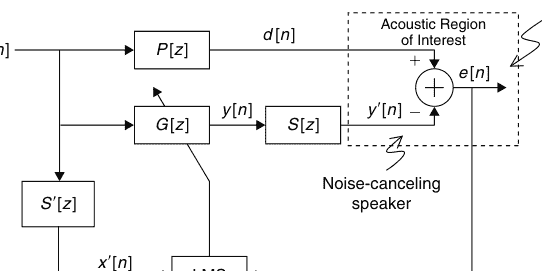 Acoustic Region
of Interest
n]
P[z]
d[n]
+
e[n]
+
G[z]
y[n]
S[z]
y′[n]
−
Noise-canceling
speaker
S′[z]
x′[n]